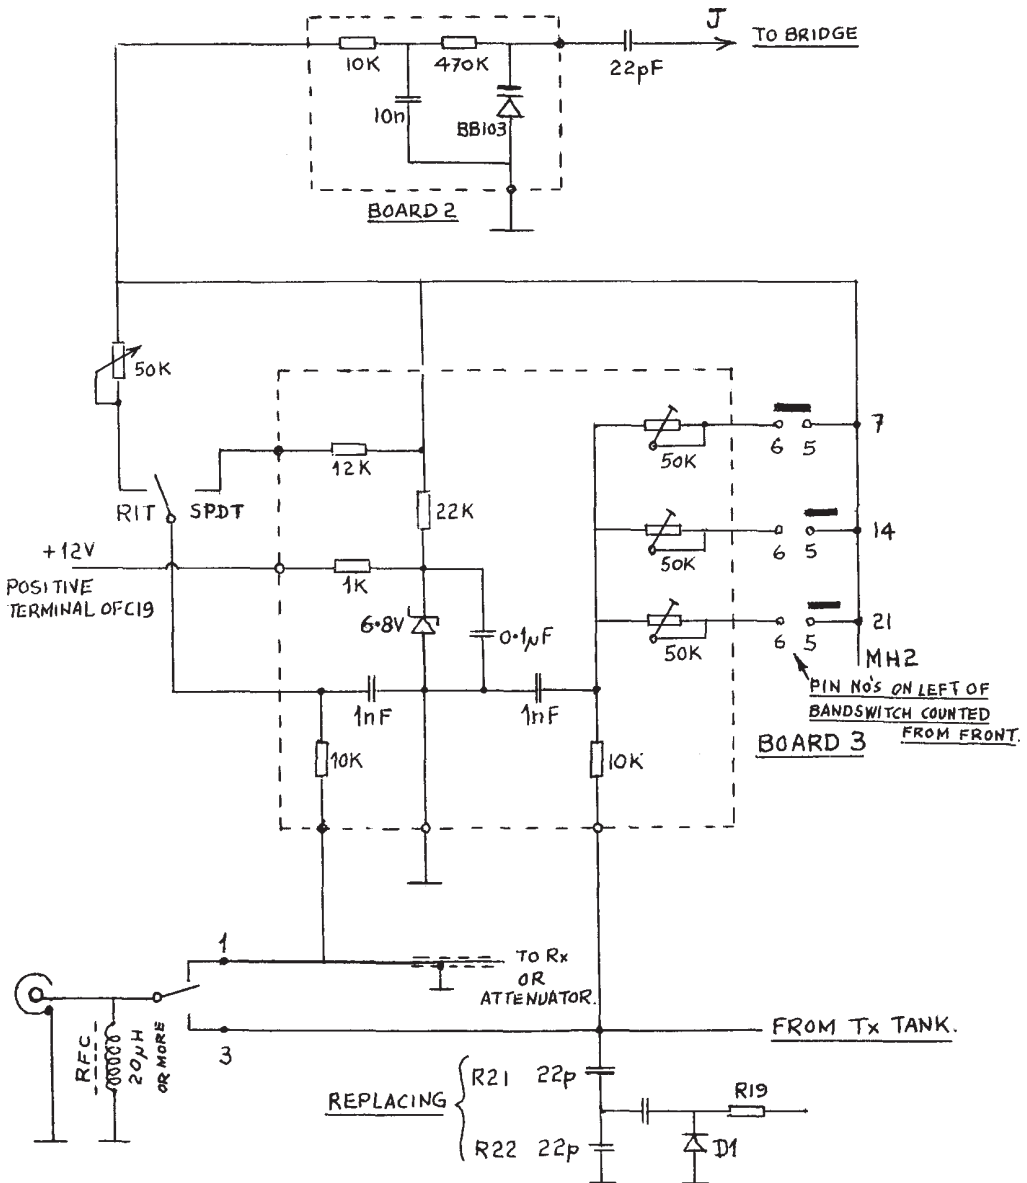 J
TO BRIDGE
10K
470K
22pF
10n
BB103
BOARD 2
50K
12K
50K
6 5
7
RIT SPDT
22K
50K
6 5
14
+12V
POSITIVE
TERMINAL OF C19
1K
6·8V
0·1µF
50K
6 5
21
MH2
PIN NO'S ON LEFT OF
BANDSWITCH COUNTED
FROM FRONT.
1nF
1nF
BOARD 3
10K
10K
1
TO Rx
OR
ATTENUATOR.
3
FROM Tx TANK.
RFC
20µH
OR MORE
REPLACING
R21 22p
R19
R22 22p
D1